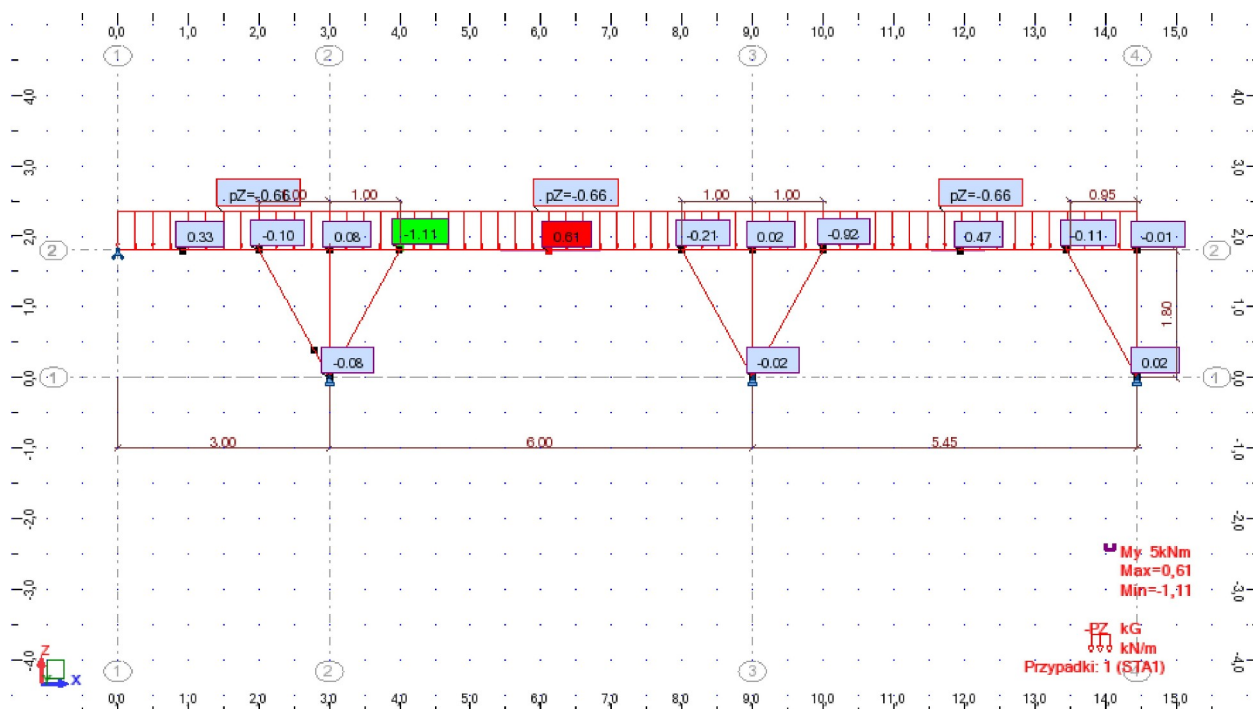 0,0 1,0 2,0 3,0 4,0 5,0 6,0 7,0 8,0 9,0 10,0 11,0 12,0 13,0 14,0 15,0
1 2 3 4
4,0 4,0
3,0 3,0
pZ=-0.66 1.00 1.00 pZ=-0.66 1.00 1.00 pZ=-0.66 0.95
2,0 0.33 -0.10 0.08 -1.11 0.61 -0.21 0.02 -0.92 0.47 -0.11 -0.01 2,0
2 2
1,0 1.80 1,0
-0.08 -0.02 0.02
0,0 1 1 0,0
3.00 6.00 5.45
-1,0 -1,0
-2,0 -2,0
My 5kNm
Max=0,61
Min=-1,11
-3,0 -3,0
-PZ kG
kN/m
Przypadki: 1 (STA1)
-4,0 Z X 1 2 3 4 -4,0
0,0 1,0 2,0 3,0 4,0 5,0 6,0 7,0 8,0 9,0 10,0 11,0 12,0 13,0 14,0 15,0